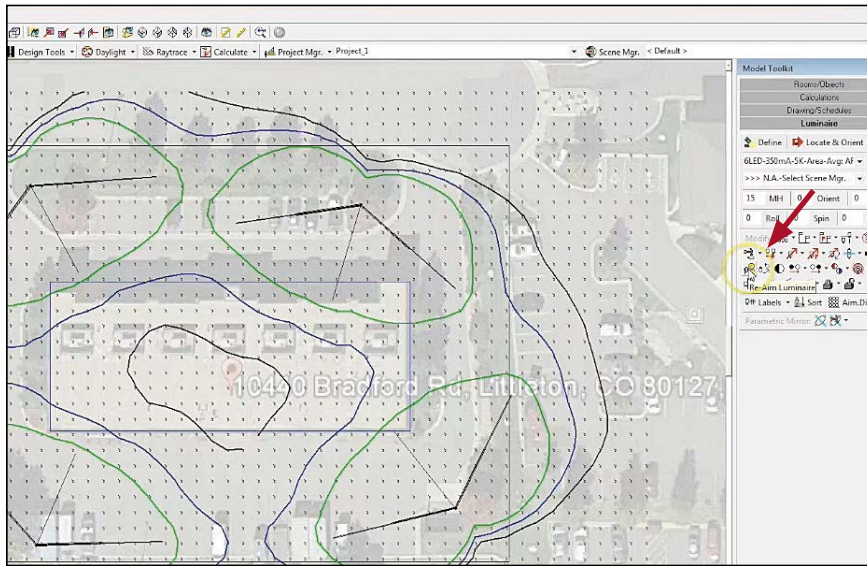 Design Tools Daylight Raytrace Calculate Project Mgr. Project_1 Scene Mgr. < Default >
Model Toolkit
Rooms/Objects
Calculations
Drawing/Schedules
Luminaire
Define Locate & Orient
6LED-350mA-5K-Area-Avg: AF
>>> N.A.-Select Scene Mgr.
15 MH 0 Orient 0
0 Roll 0 Spin 0
Re-Aim Luminaire
Labels Sort Aim.Di
Parametric Mirror:
10440 Bradford Rd, Littleton, CO 80127,